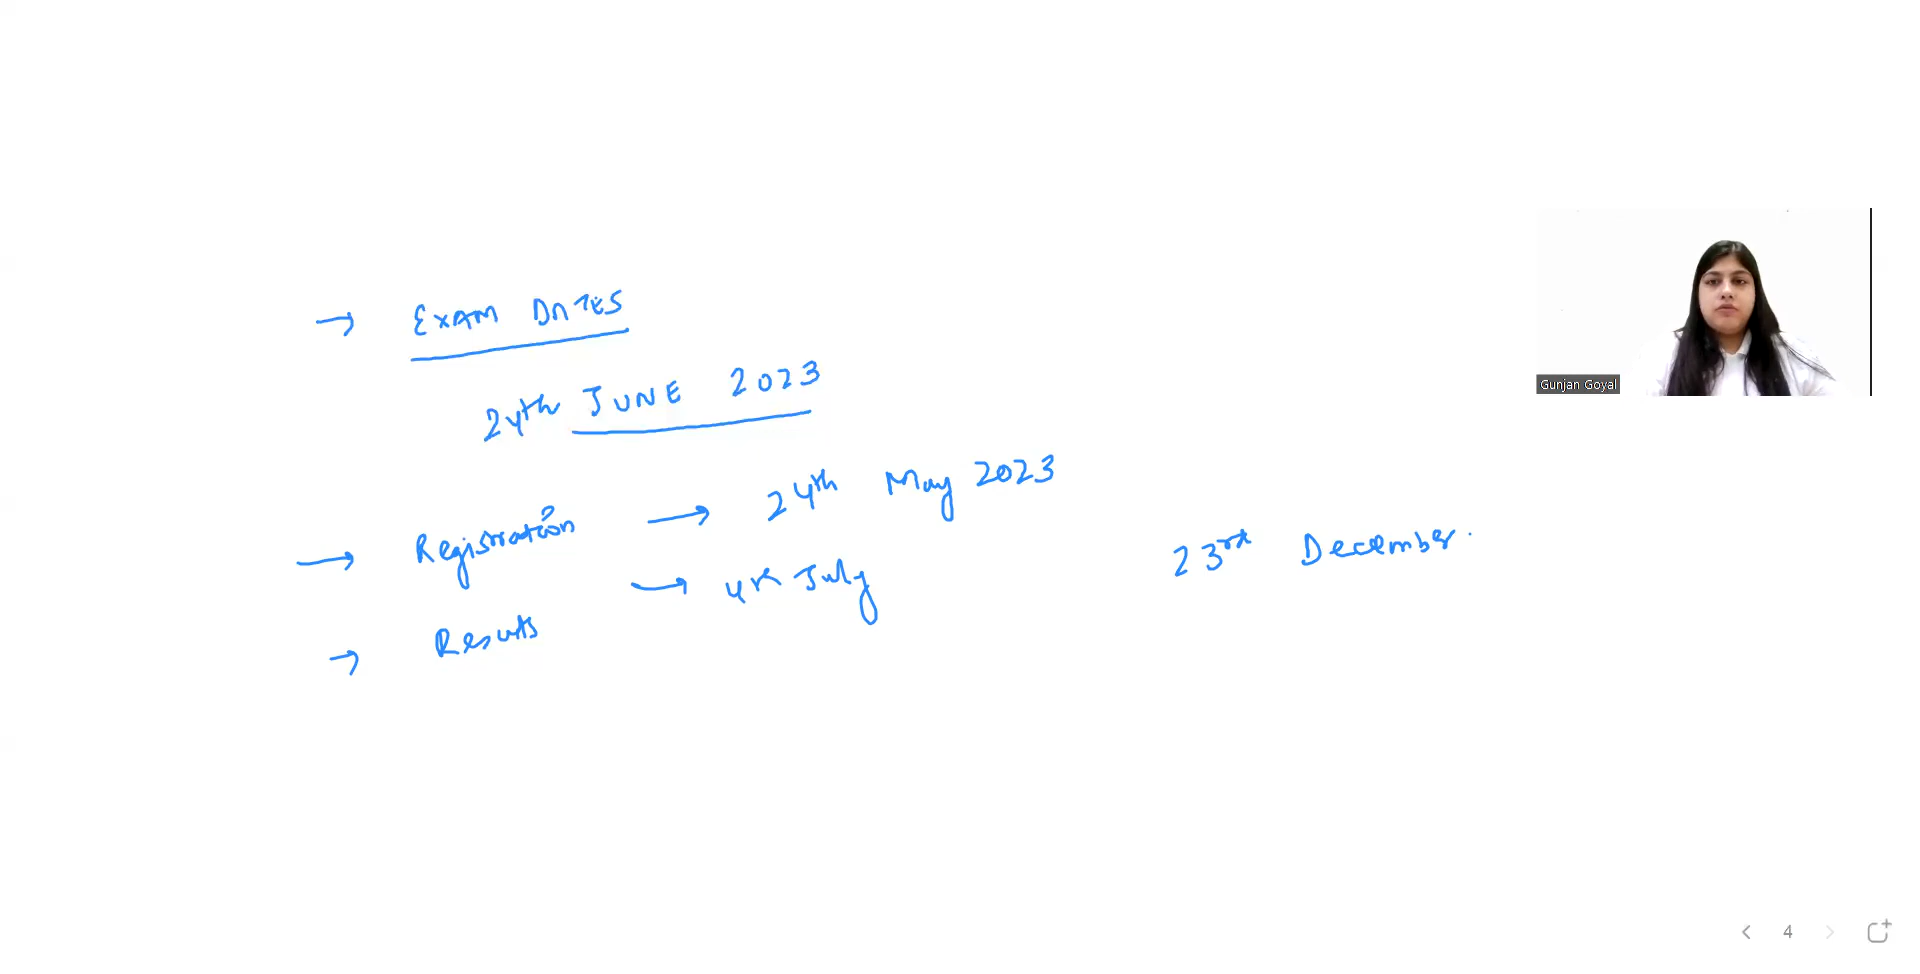 → EXAM DATES
24th JUNE 2023
→ Registration → 24th May 2023
→ 4th July
23rd December.
→ Results
Gunjan Goyal
4